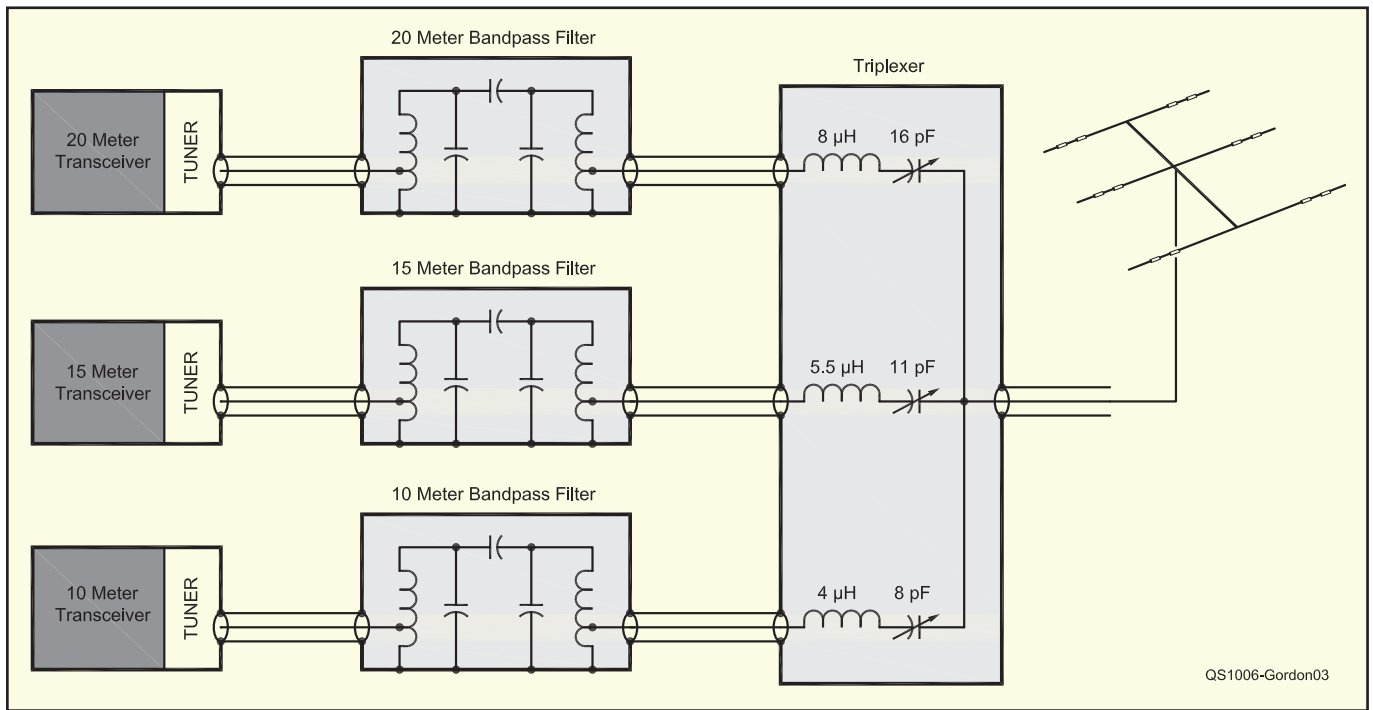 20 Meter Bandpass Filter
Triplexer
20 Meter
Transceiver
TUNER
8 µH
16 pF
15 Meter Bandpass Filter
15 Meter
Transceiver
TUNER
5.5 µH
11 pF
10 Meter Bandpass Filter
10 Meter
Transceiver
TUNER
4 µH
8 pF
QS1006-Gordon03